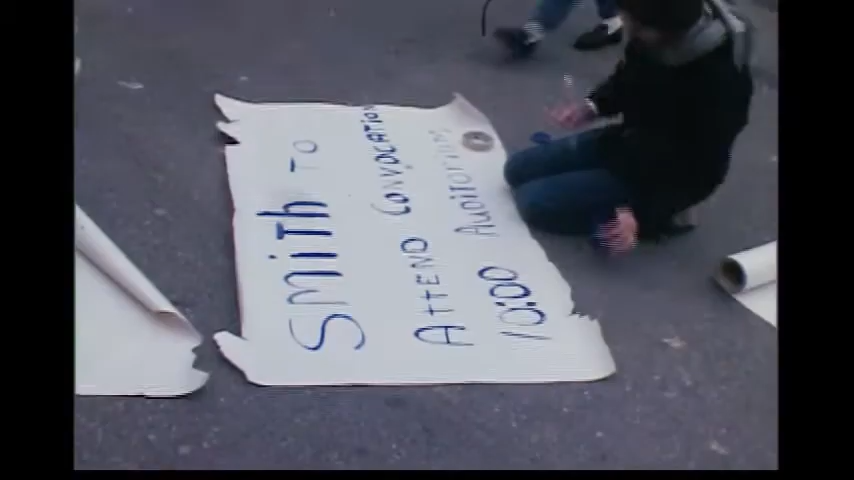 SMith TO
ATTEND CONVOCATION
10:00 AUDITORIUM